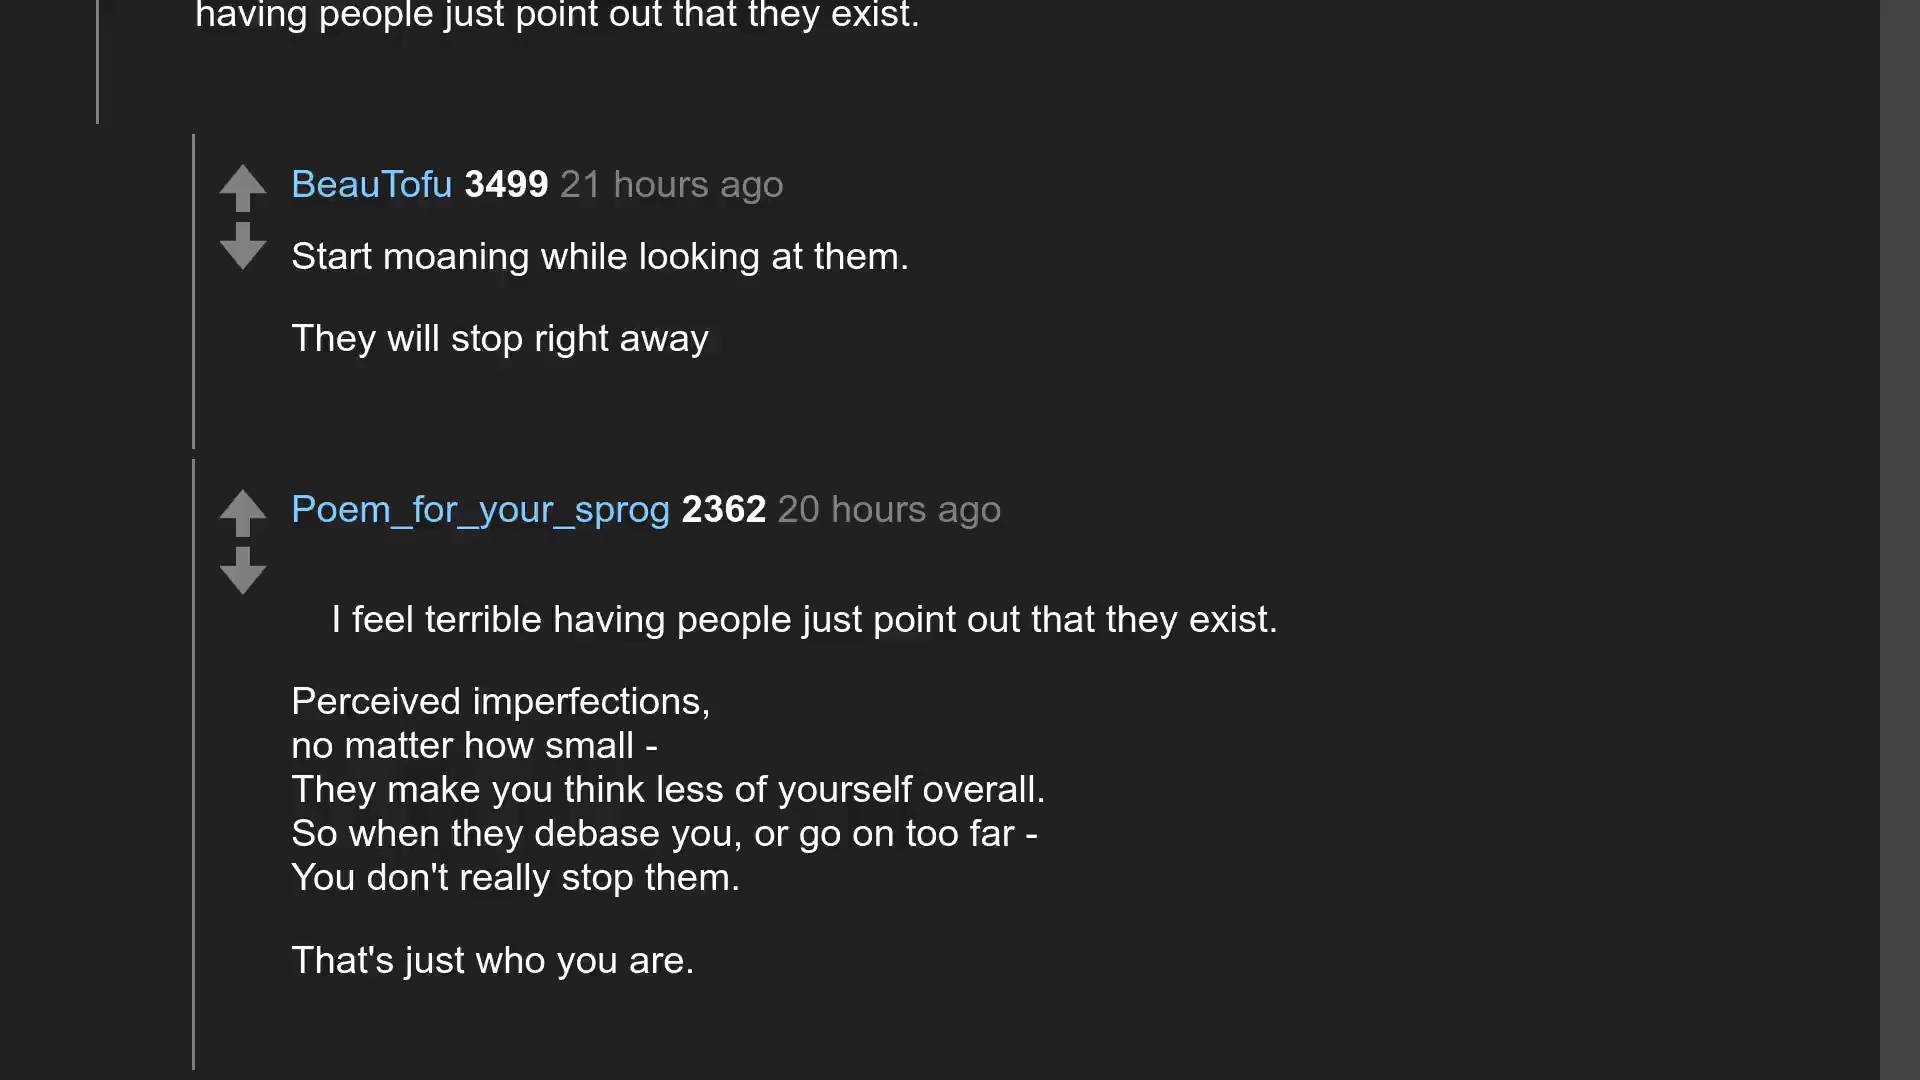 having people just point out that they exist.
BeauTofu 3499 21 hours ago
Start moaning while looking at them.
They will stop right away
Poem_for_your_sprog 2362 20 hours ago
I feel terrible having people just point out that they exist.
Perceived imperfections,
no matter how small -
They make you think less of yourself overall.
So when they debase you, or go on too far -
You don't really stop them.
That's just who you are.